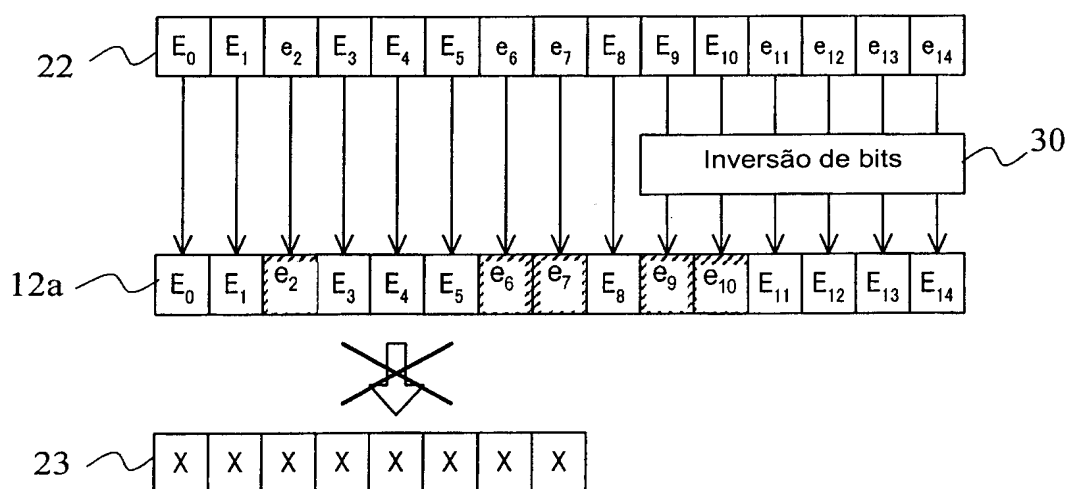 22 E₀ E₁ e₂ E₃ E₄ E₅ e₆ e₇ E₈ E₉ E₁₀ e₁₁ e₁₂ e₁₃ e₁₄
Inversão de bits 30
12a E₀ E₁ e₂ E₃ E₄ E₅ e₆ e₇ E₈ e₉ e₁₀ E₁₁ E₁₂ E₁₃ E₁₄
23 X X X X X X X X